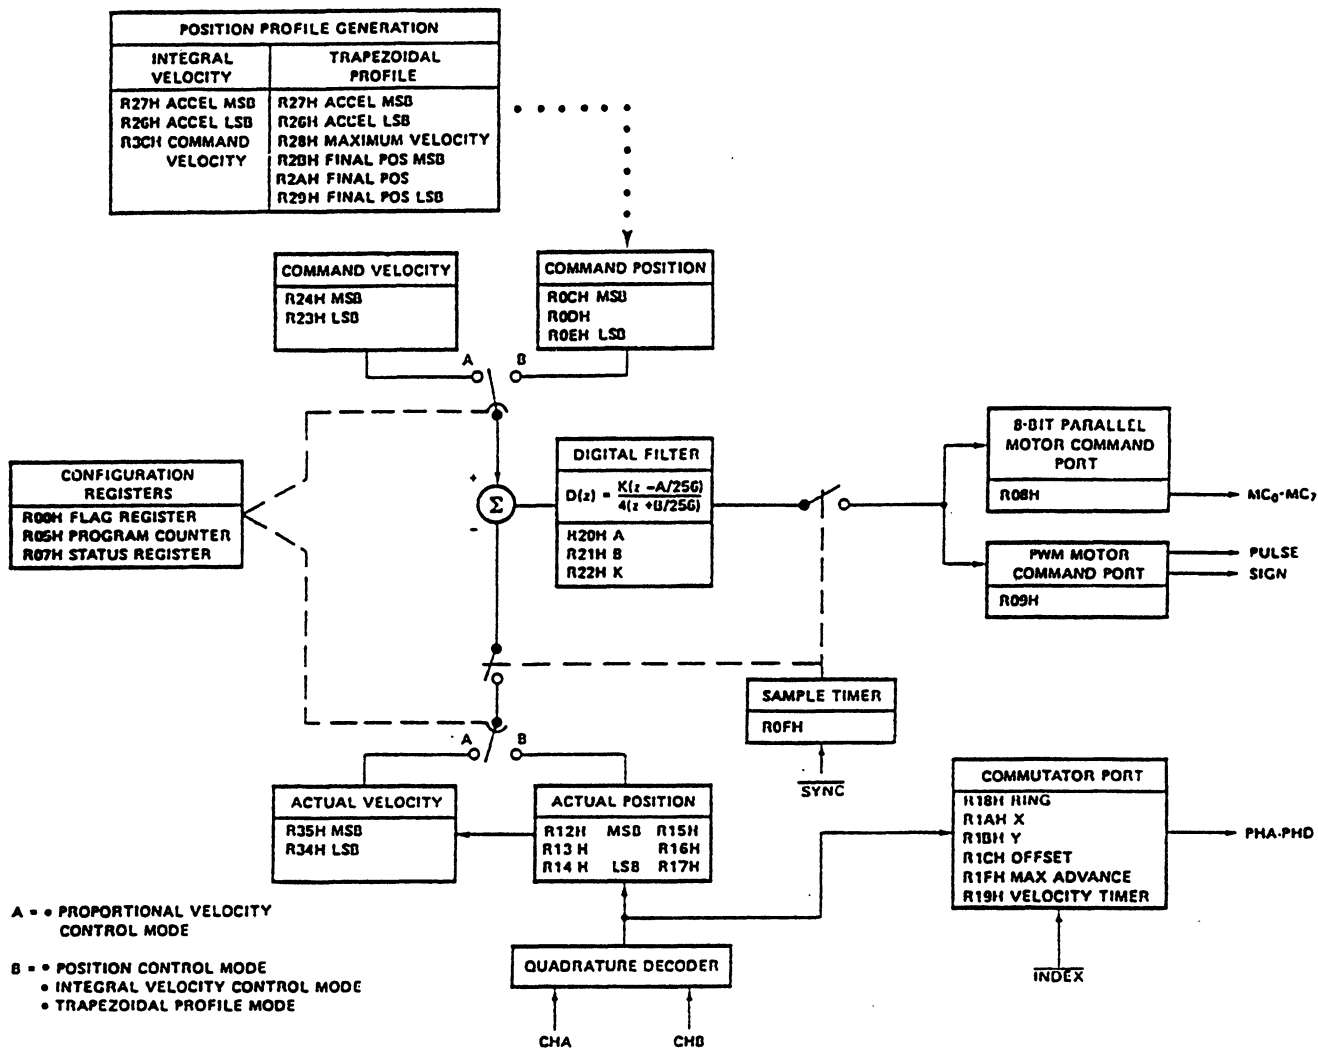 POSITION PROFILE GENERATION
INTEGRAL VELOCITY
R27H ACCEL MSB
R26H ACCEL LSB
R3CH COMMAND VELOCITY
TRAPEZOIDAL PROFILE
R27H ACCEL MSB
R26H ACCEL LSB
R28H MAXIMUM VELOCITY
R2BH FINAL POS MSB
R2AH FINAL POS
R29H FINAL POS LSB
COMMAND VELOCITY
R24H MSB
R23H LSB
COMMAND POSITION
R0CH MSB
R0DH
R0EH LSB
A B
CONFIGURATION REGISTERS
R00H FLAG REGISTER
R05H PROGRAM COUNTER
R07H STATUS REGISTER
+
Σ
-
DIGITAL FILTER
D(z) = K(z -A/256) / 4(z +B/256)
R20H A
R21H B
R22H K
8-BIT PARALLEL
MOTOR COMMAND
PORT
R08H
MC0-MC7
PWM MOTOR
COMMAND PORT
R09H
PULSE
SIGN
SAMPLE TIMER
R0FH
SYNC
A B
ACTUAL VELOCITY
R35H MSB
R34H LSB
ACTUAL POSITION
R12H MSB R15H
R13H R16H
R14H LSB R17H
COMMUTATOR PORT
R18H RING
R1AH X
R1BH Y
R1CH OFFSET
R1FH MAX ADVANCE
R19H VELOCITY TIMER
PHA-PHD
INDEX
QUADRATURE DECODER
CHA CHB
A = • PROPORTIONAL VELOCITY
CONTROL MODE
B = • POSITION CONTROL MODE
• INTEGRAL VELOCITY CONTROL MODE
• TRAPEZOIDAL PROFILE MODE